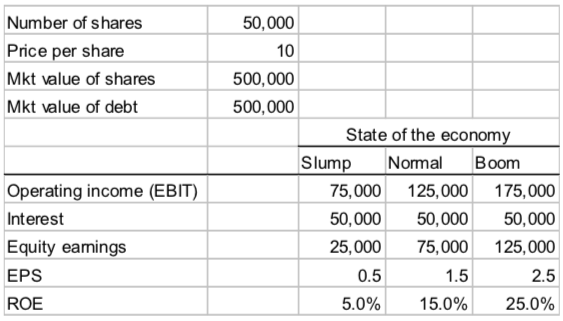 Number of shares 50,000
Price per share 10
Mkt value of shares 500,000
Mkt value of debt 500,000
State of the economy
Slump Normal Boom
Operating income (EBIT) 75,000 125,000 175,000
Interest 50,000 50,000 50,000
Equity earnings 25,000 75,000 125,000
EPS 0.5 1.5 2.5
ROE 5.0% 15.0% 25.0%